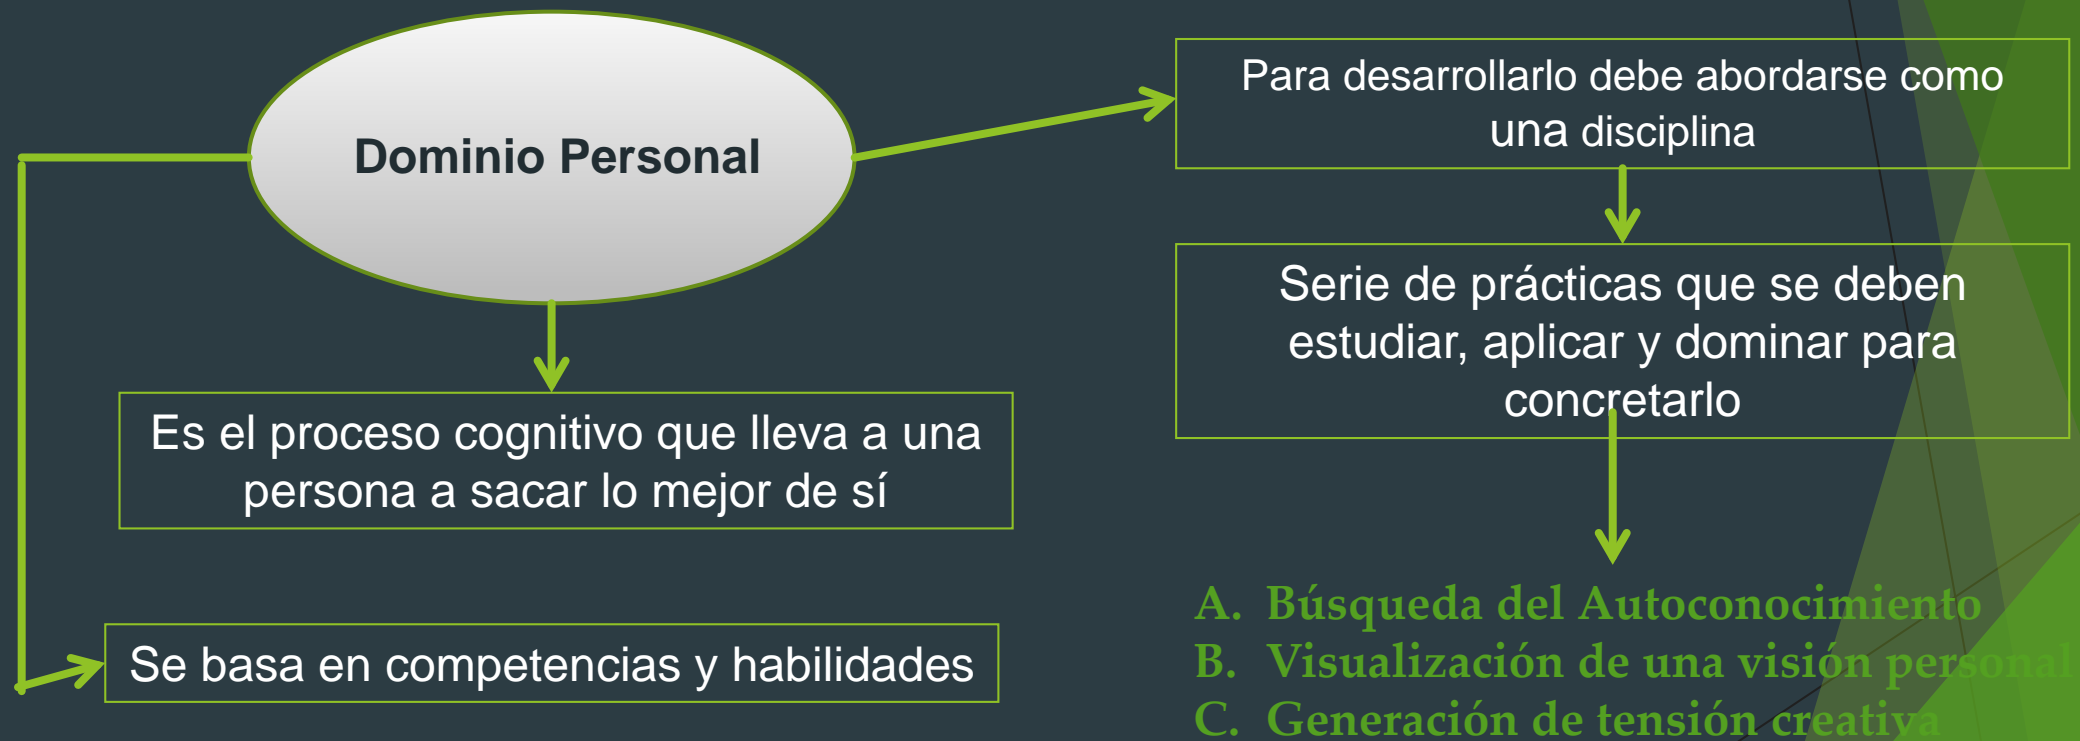 Dominio Personal
Es el proceso cognitivo que lleva a una
persona a sacar lo mejor de sí
Se basa en competencias y habilidades
Para desarrollarlo debe abordarse como
una disciplina
Serie de prácticas que se deben
estudiar, aplicar y dominar para
concretarlo
A. Búsqueda del Autoconocimiento
B. Visualización de una visión personal
C. Generación de tensión creativa